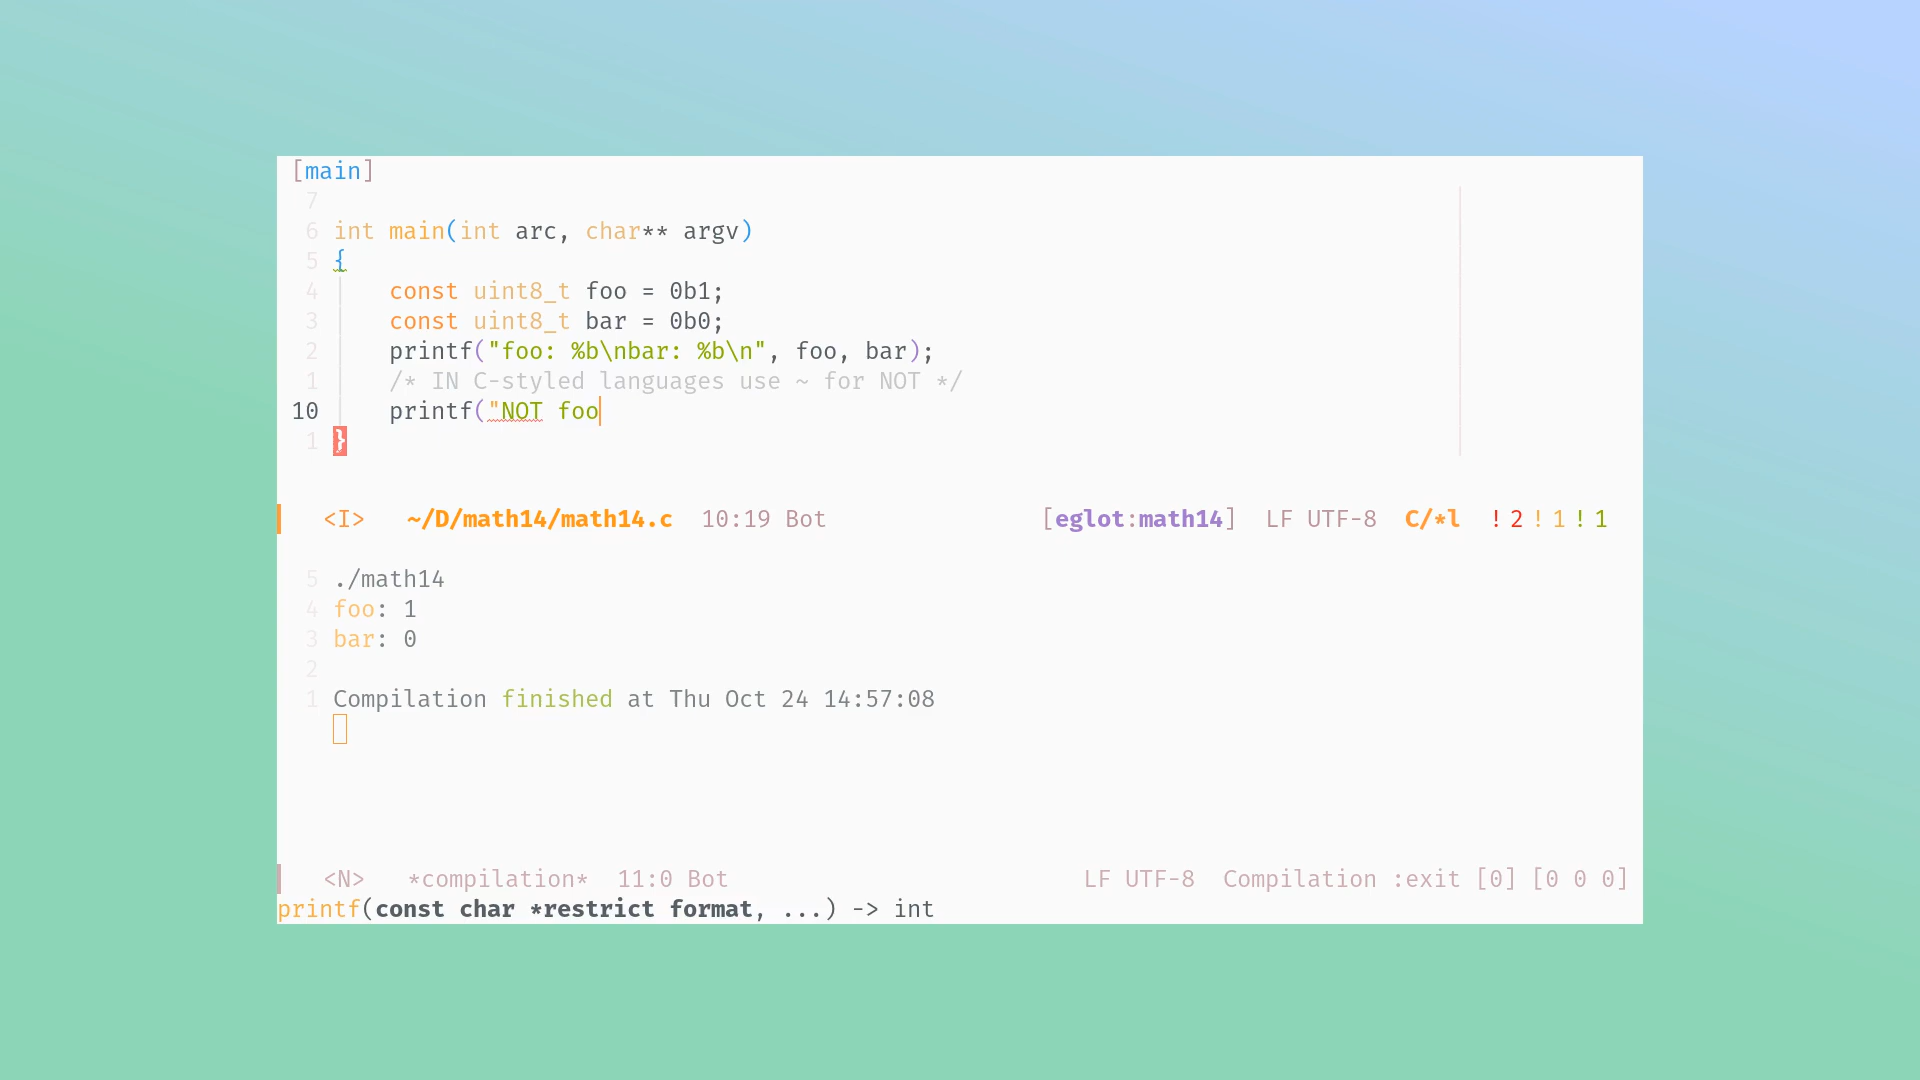 [main]
7
6 int main(int arc, char** argv)
5 {
4 const uint8_t foo = 0b1;
3 const uint8_t bar = 0b0;
2 printf("foo: %b\nbar: %b\n", foo, bar);
1 /* IN C-styled languages use ~ for NOT */
10 printf("NOT foo
1 }
<I> ~/D/math14/math14.c 10:19 Bot [eglot:math14] LF UTF-8 C/*l !2!1!1
5 ./math14
4 foo: 1
3 bar: 0
2
1 Compilation finished at Thu Oct 24 14:57:08
<N> *compilation* 11:0 Bot LF UTF-8 Compilation :exit [0] [0 0 0]
printf(const char *restrict format, ...) -> int